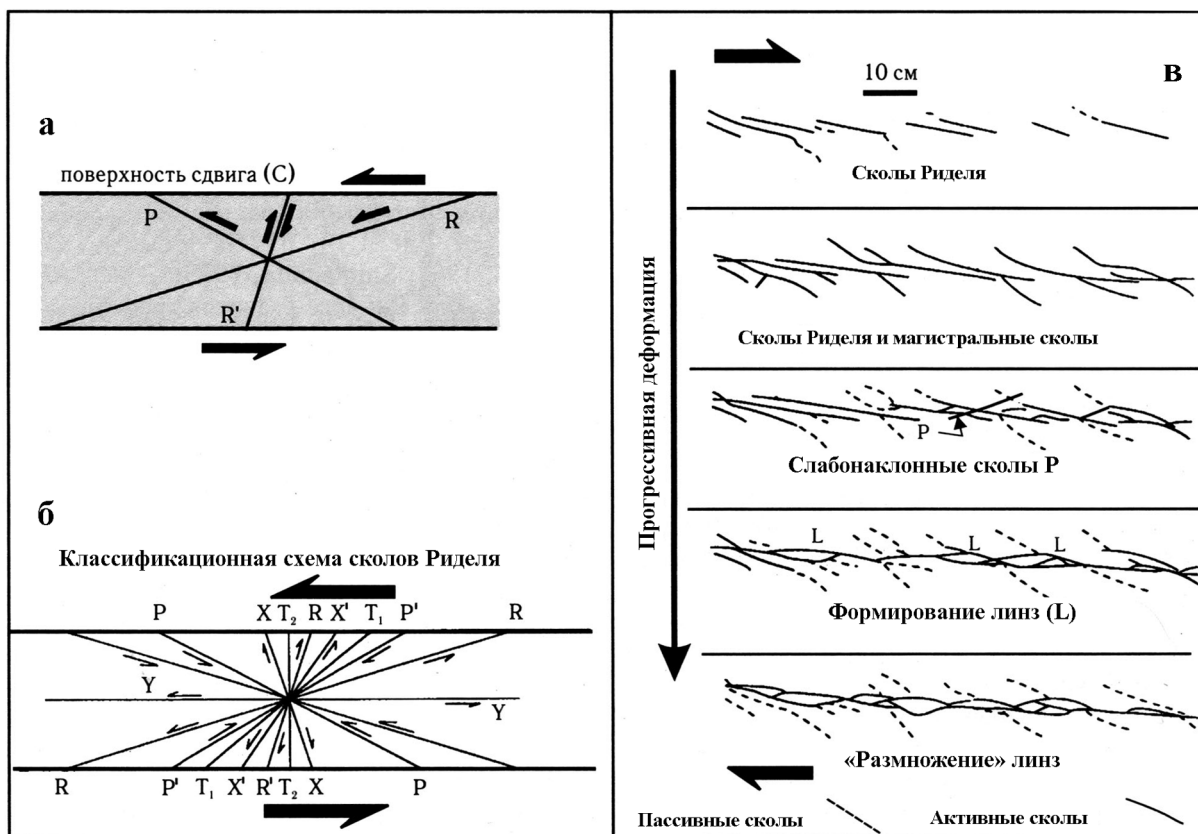 а
поверхность сдвига (С)
P
R
R'
б
Классификационная схема сколов Риделя
P X T₂ R X' T₁ P' R
Y
Y
R P' T₁ X' R' T₂ X P
Прогрессивная деформация
в
10 см
Сколы Риделя
Сколы Риделя и магистральные сколы
P
Слабонаклонные сколы P
L L L
Формирование линз (L)
«Размножение» линз
Пассивные сколы Активные сколы